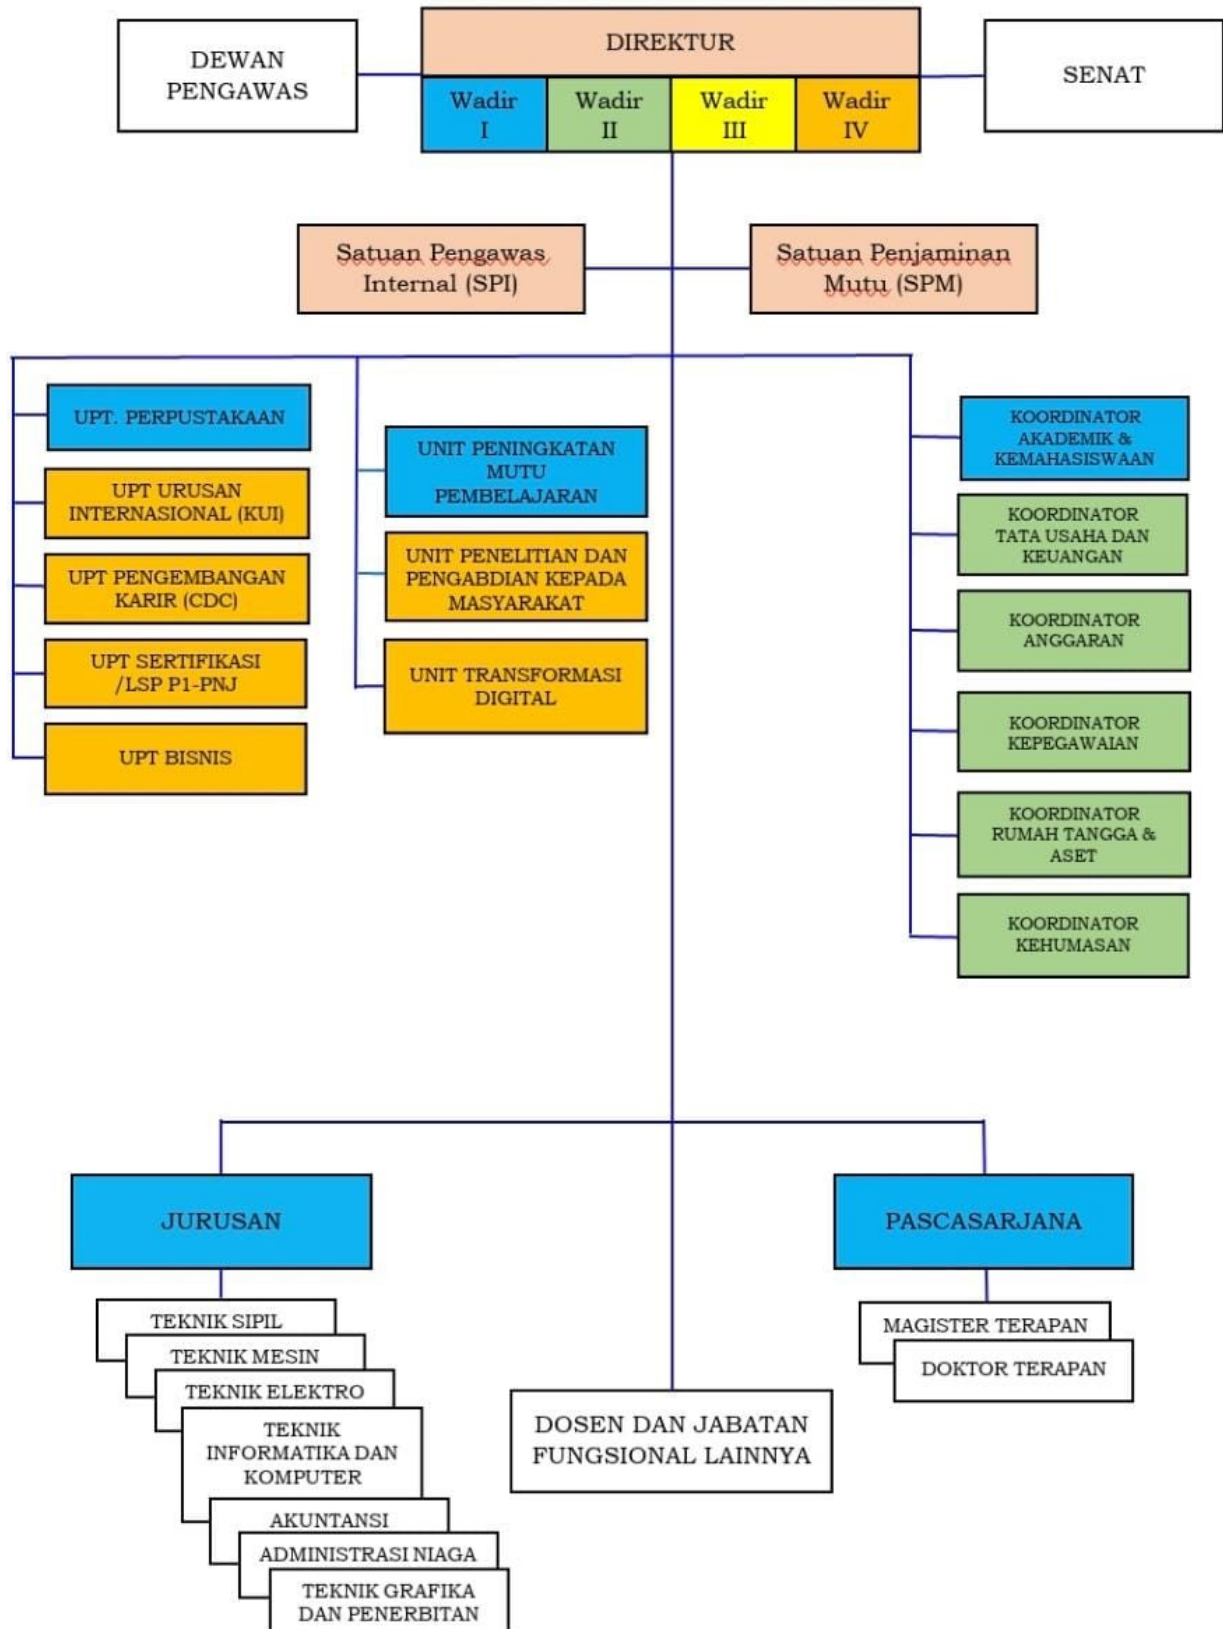 DEWAN
PENGAWAS
DIREKTUR
SENAT
Wadir
I
Wadir
II
Wadir
III
Wadir
IV
Satuan Pengawas
Internal (SPI)
Satuan Penjaminan
Mutu (SPM)
UPT. PERPUSTAKAAN
UPT URUSAN
INTERNASIONAL (KUI)
UPT PENGEMBANGAN
KARIR (CDC)
UPT SERTIFIKASI
/LSP P1-PNJ
UPT BISNIS
UNIT PENINGKATAN
MUTU
PEMBELAJARAN
UNIT PENELITIAN DAN
PENGABDIAN KEPADA
MASYARAKAT
UNIT TRANSFORMASI
DIGITAL
KOORDINATOR
AKADEMIK &
KEMAHASISWAAN
KOORDINATOR
TATA USAHA DAN
KEUANGAN
KOORDINATOR
ANGGARAN
KOORDINATOR
KEPEGAWAIAN
KOORDINATOR
RUMAH TANGGA &
ASET
KOORDINATOR
KEHUMASAN
JURUSAN
TEKNIK SIPIL
TEKNIK MESIN
TEKNIK ELEKTRO
TEKNIK
INFORMATIKA DAN
KOMPUTER
AKUNTANSI
ADMINISTRASI NIAGA
TEKNIK GRAFIKA
DAN PENERBITAN
DOSEN DAN JABATAN
FUNGSIONAL LAINNYA
PASCASARJANA
MAGISTER TERAPAN
DOKTOR TERAPAN